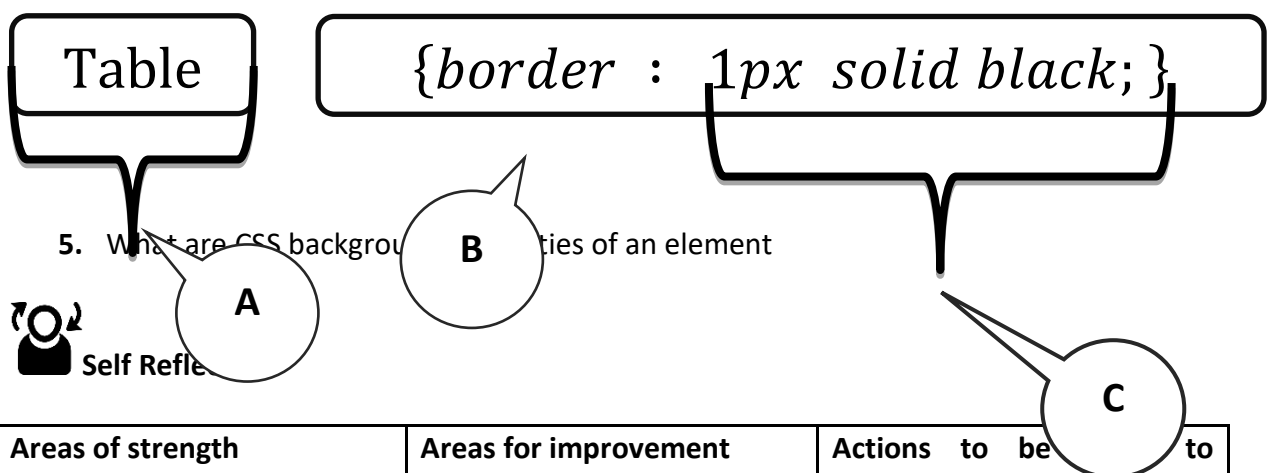 Table {border : 1px solid black; }
5. What are CSS backgrou ties of an element
B
A
Self Refle
C
Areas of strength Areas for improvement Actions to be to